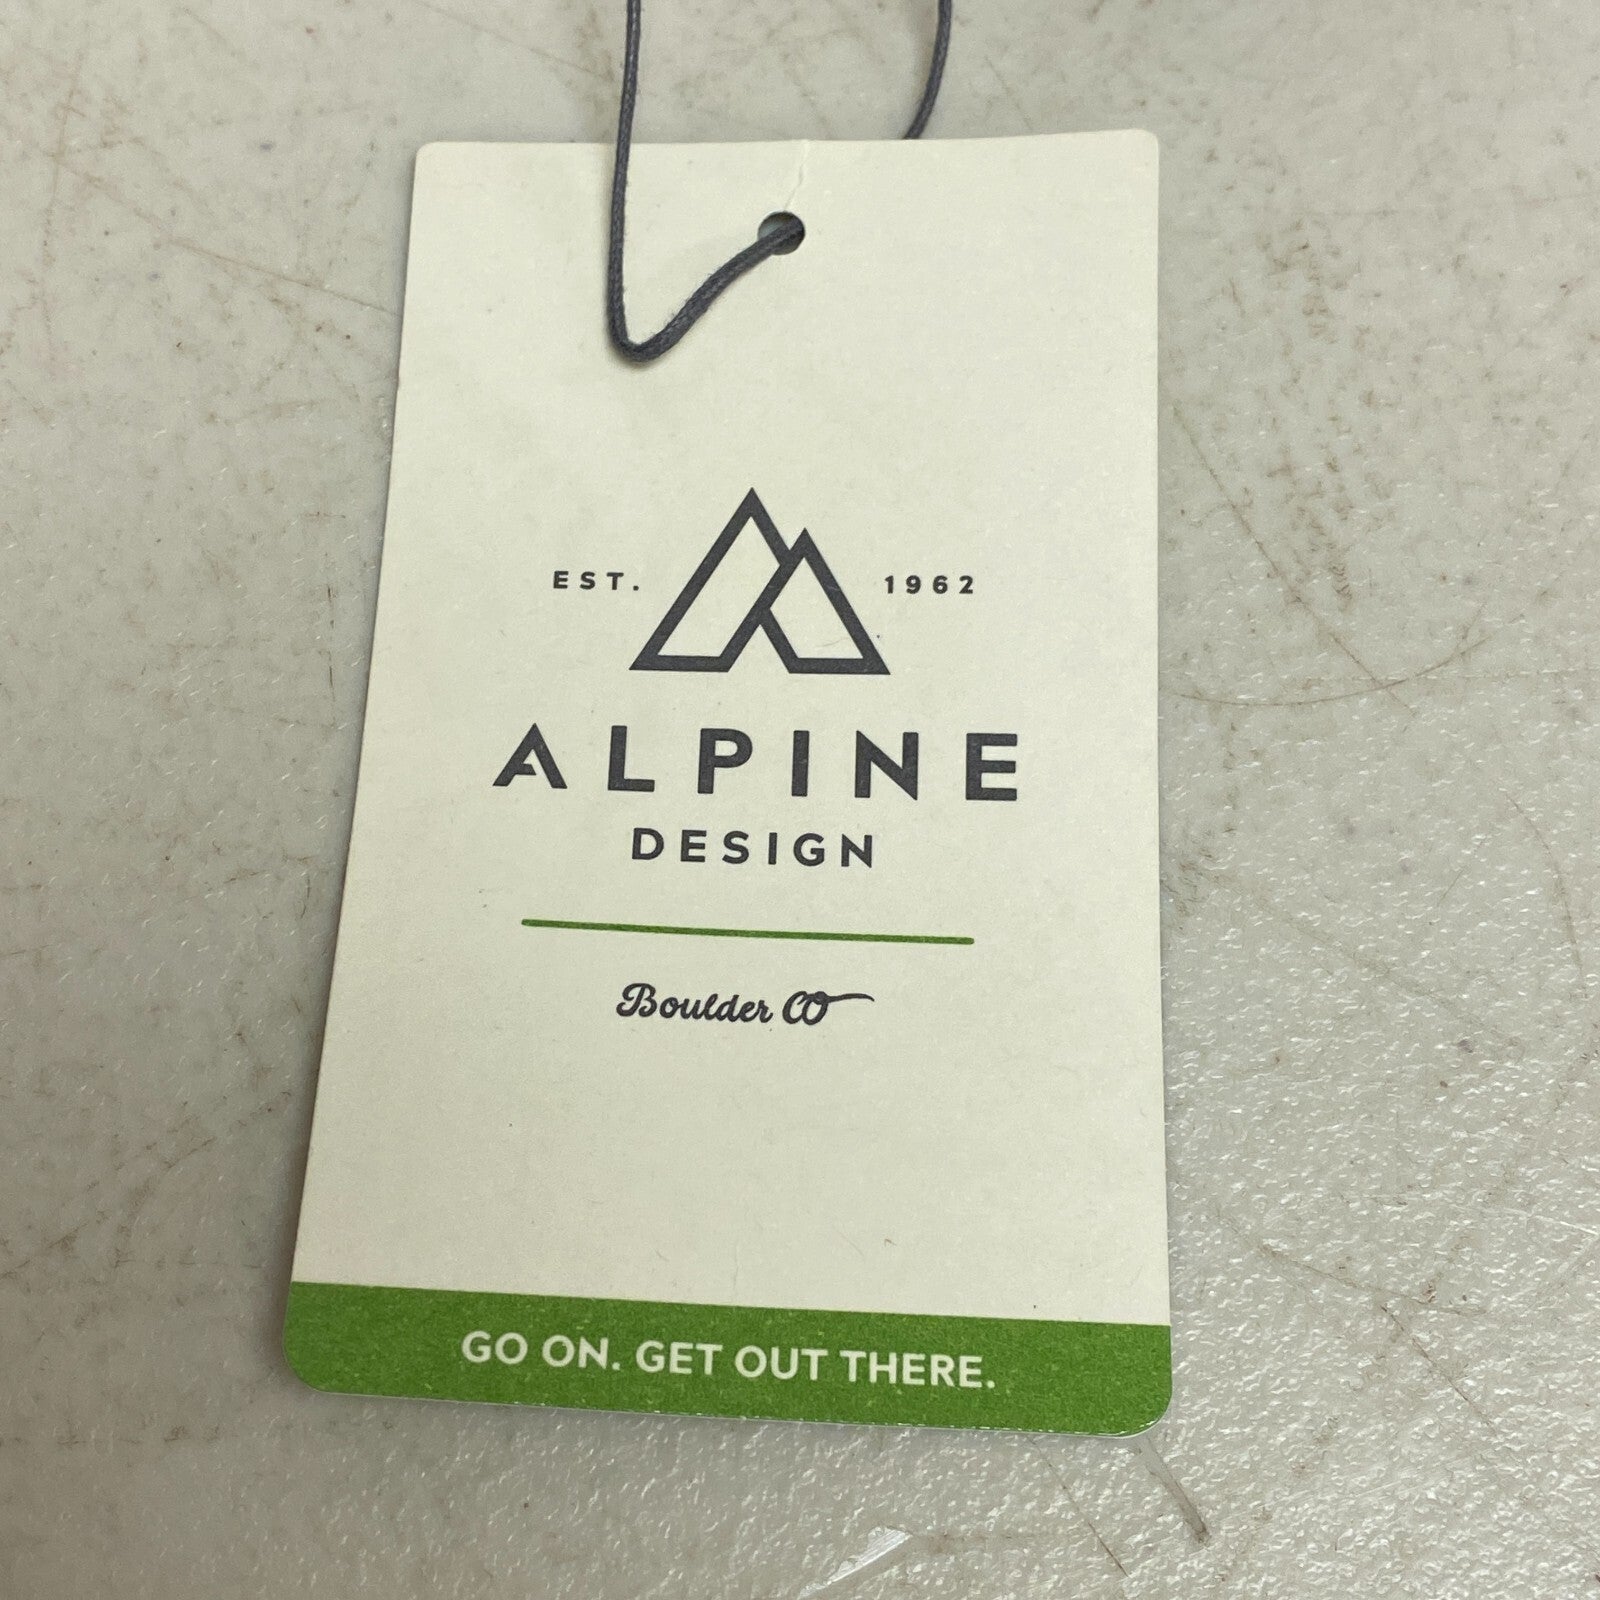 EST. 1962
ALPINE
DESIGN
Boulder CO
GO ON. GET OUT THERE.